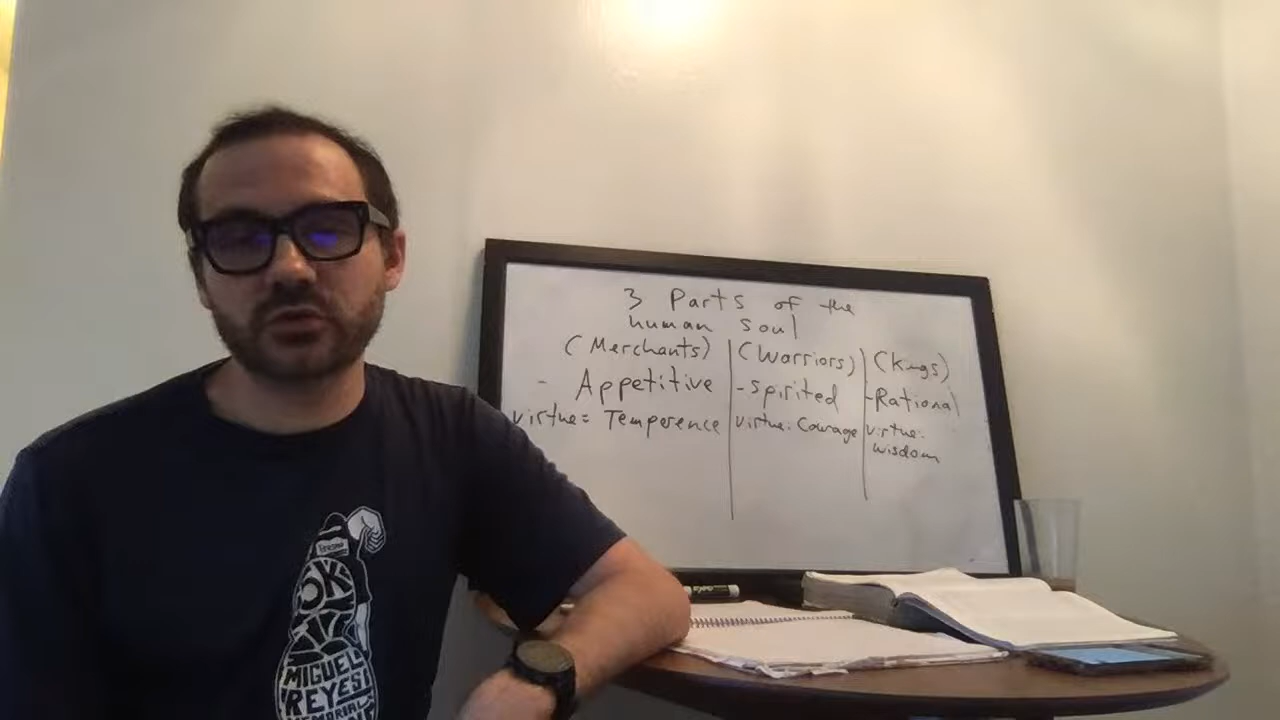 3 Parts of the
human soul
(Merchants) (Warriors) (Kings)
- Appetitive -Spirited -Rational
virtue= Temperence virtue: Courage virtue:
wisdom
MIGUEL
REYES
MEMORIAL